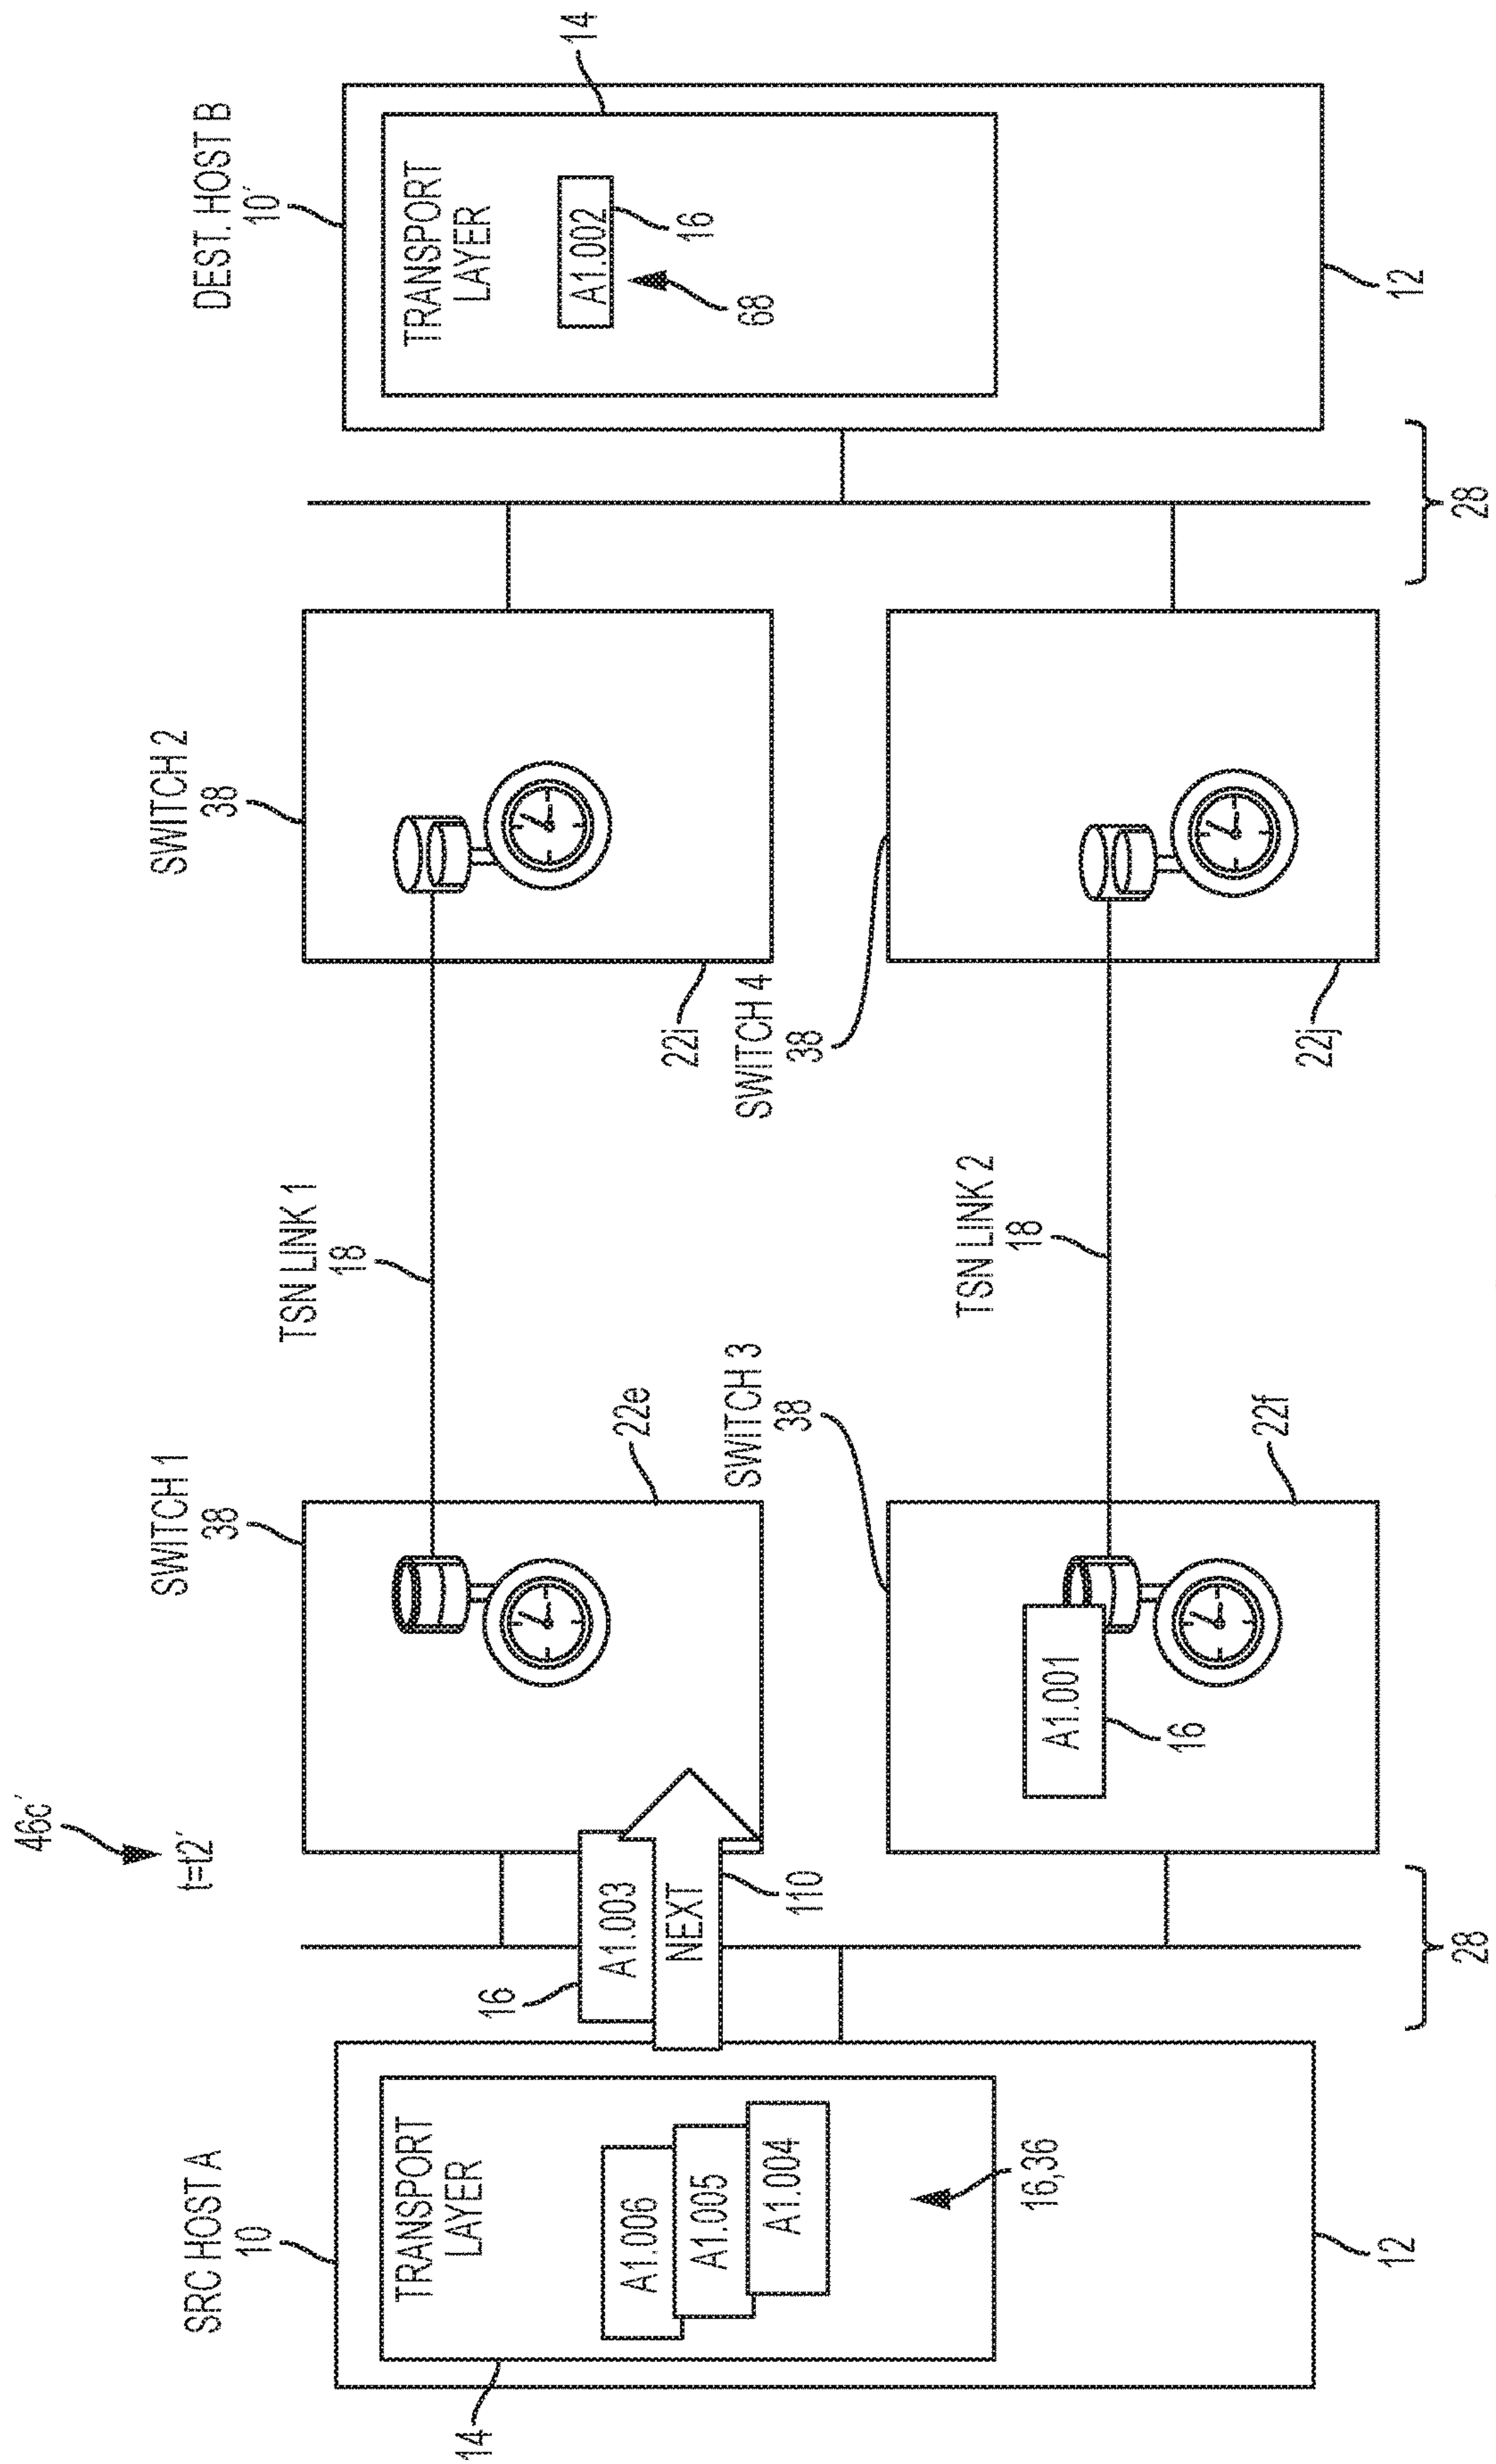 46c′
t=t2′
SRC HOST A
10
TRANSPORT
LAYER
A1.006
A1.005
A1.004
16,36
14
12
16
A1.003
NEXT
110
28
SWITCH 1
38
22e
SWITCH 3
38
22f
A1.001
16
TSN LINK 1
18
TSN LINK 2
18
SWITCH 2
38
22i
SWITCH 4
38
22j
28
DEST. HOST B
10′
TRANSPORT
LAYER
A1.002
16
68
14
12